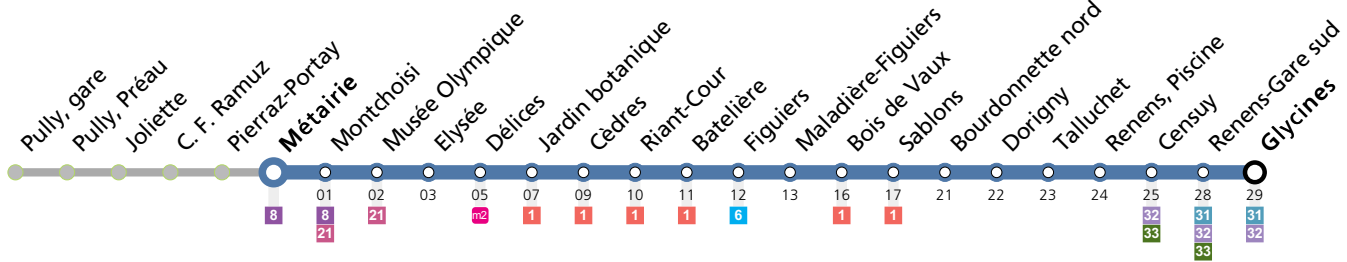 Pully, gare
Pully, Préau
Joliette
C. F. Ramuz
Pierraz-Portay
Métairie
Montchoisi
Musée Olympique
Elysée
Délices
Jardin botanique
Cèdres
Riant-Cour
Batelière
Figuiers
Maladière-Figuiers
Bois de Vaux
Sablons
Bourdonnette nord
Dorigny
Talluchet
Renens, Piscine
Censuy
Renens-Gare sud
Glycines
01 02 03 05 07 09 10 11 12 13 16 17 21 22 23 24 25 28 29
8 8 21 m2 1 1 1 1 6 1 1 32 31 31
21 33 32 32
33